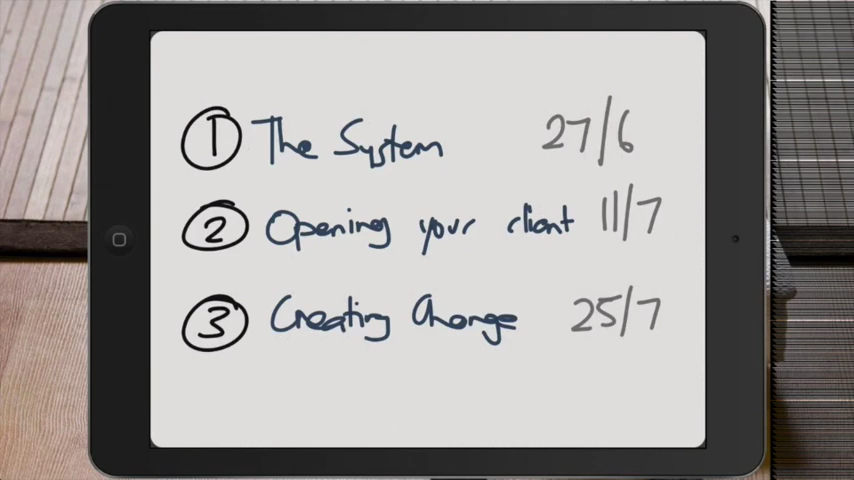 1 The System 27/6
2 Opening your client 11/7
3 Creating Change 25/7